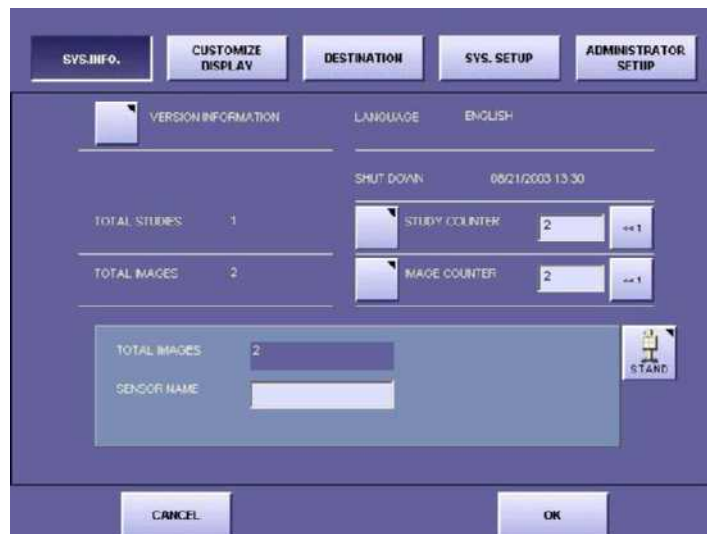 SYS.INFO.
CUSTOMIZE
DISPLAY
DESTINATION
SYS. SETUP
ADMINISTRATOR
SETUP
VERSION INFORMATION
LANGUAGE ENGLISH
SHUT DOWN 08/21/2003 13:30
TOTAL STUDIES 1
STUDY COUNTER 2 <<1
TOTAL IMAGES 2
IMAGE COUNTER 2 <<1
TOTAL IMAGES 2
SENSOR NAME
STAND
CANCEL
OK